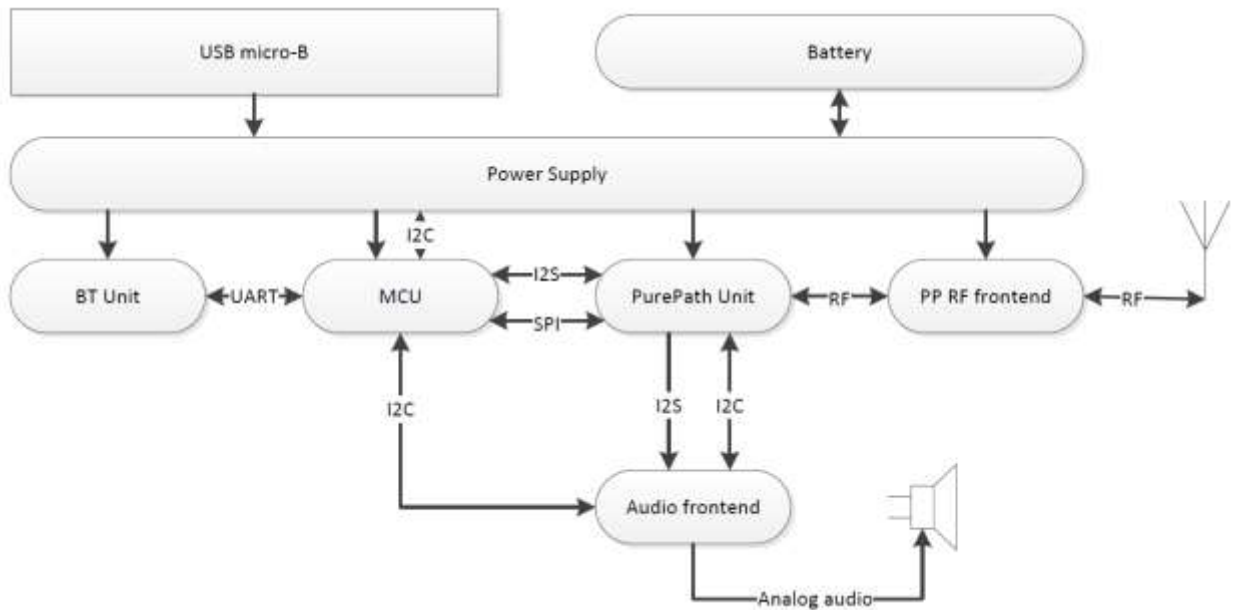 USB micro-B
Battery
Power Supply
I2C
BT Unit
UART
MCU
I2S
SPI
PurePath Unit
RF
PP RF frontend
RF
I2C
I2S
I2C
Audio frontend
Analog audio